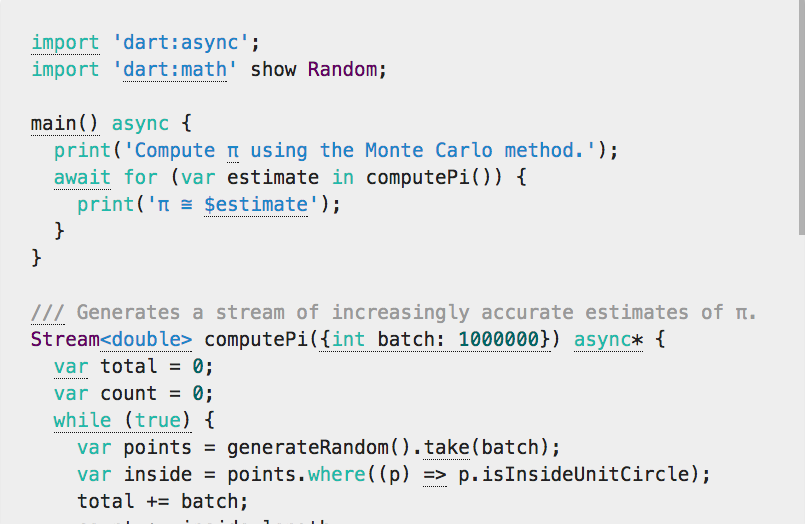 import 'dart:async';
import 'dart:math' show Random;
main() async {
print('Compute π using the Monte Carlo method.');
await for (var estimate in computePi()) {
print('π ≅ $estimate');
}
}
/// Generates a stream of increasingly accurate estimates of π.
Stream<double> computePi({int batch: 1000000}) async* {
var total = 0;
var count = 0;
while (true) {
var points = generateRandom().take(batch);
var inside = points.where((p) => p.isInsideUnitCircle);
total += batch;